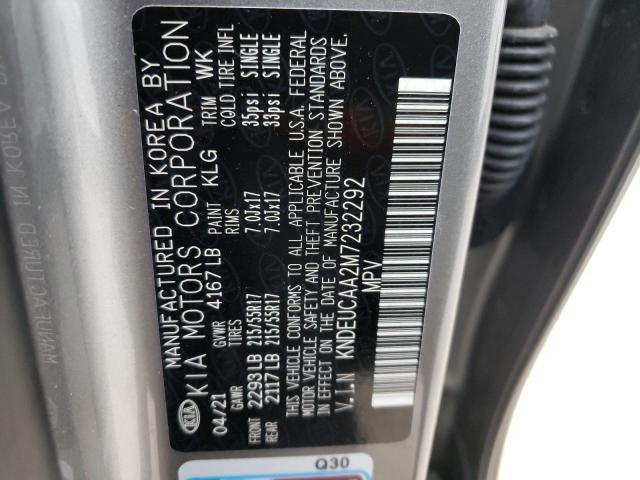 MANUFACTURED IN KOREA BY
KIA KIA MOTORS CORPORATION
04/21 GVWR 4167 LB PAINT KLG TRIM WK
GAWR TIRES RIMS COLD TIRE INFL
FRONT 2293 LB 215/55R17 7.0Jx17 35psi SINGLE
REAR 2117 LB 215/55R17 7.0Jx17 33psi SINGLE
THIS VEHICLE CONFORMS TO ALL APPLICABLE U.S.A. FEDERAL
MOTOR VEHICLE SAFETY AND THEFT PREVENTION STANDARDS
IN EFFECT ON THE DATE OF MANUFACTURE SHOWN ABOVE.
V.I.N KNDEUCAA2M7232292
MPV
Q30